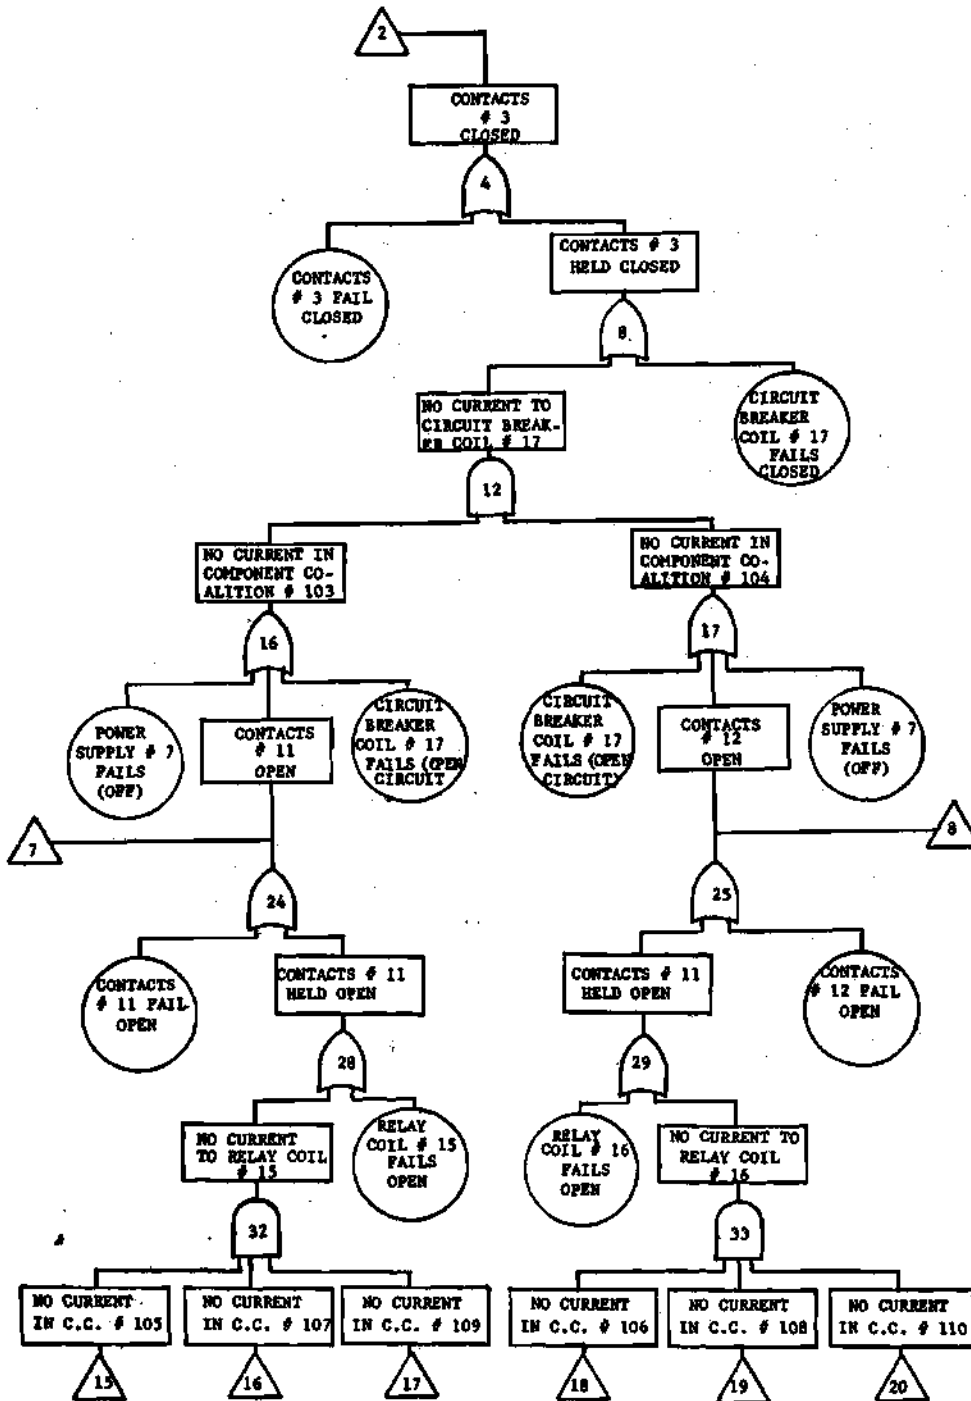 2
CONTACTS
# 3
CLOSED
4
CONTACTS
# 3 FAIL
CLOSED
CONTACTS # 3
HELD CLOSED
8
NO CURRENT TO
CIRCUIT BREAK-
ER COIL # 17
CIRCUIT
BREAKER
COIL # 17
FAILS
CLOSED
12
NO CURRENT IN
COMPONENT CO-
ALITION # 103
NO CURRENT IN
COMPONENT CO-
ALITION # 104
16
17
POWER
SUPPLY # 7
FAILS
(OFF)
CONTACTS
# 11
OPEN
CIRCUIT
BREAKER
COIL # 17
FAILS (OPEN
CIRCUIT
CIRCUIT
BREAKER
COIL # 17
FAILS (OPEN
CIRCUIT)
CONTACTS
# 12
OPEN
POWER
SUPPLY # 7
FAILS
(OFF)
7
8
24
25
CONTACTS
# 11 FAIL
OPEN
CONTACTS # 11
HELD OPEN
CONTACTS # 11
HELD OPEN
CONTACTS
# 12 FAIL
OPEN
28
29
NO CURRENT
TO RELAY COIL
# 15
RELAY
COIL # 15
FAILS
OPEN
RELAY
COIL # 16
FAILS
OPEN
NO CURRENT TO
RELAY COIL
# 16
32
33
NO CURRENT
IN C.C. # 105
NO CURRENT
IN C.C. # 107
NO CURRENT
IN C.C. # 109
NO CURRENT
IN C.C. # 106
NO CURRENT
IN C.C. # 108
NO CURRENT
IN C.C. # 110
15
16
17
18
19
20